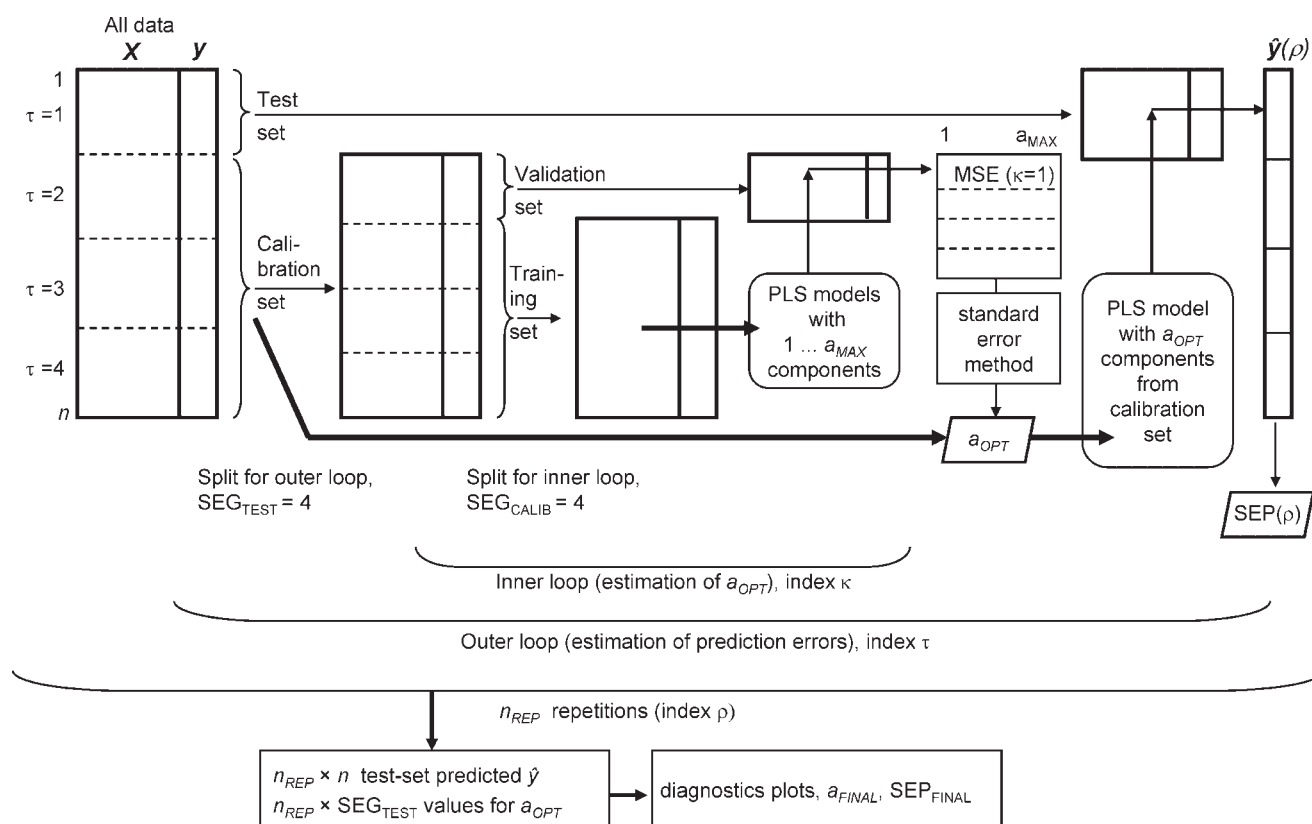 All data
X y
ŷ(ρ)
1
τ =1
τ =2
τ =3
τ =4
n
Test
set
Cali-
bration
set
Validation
set
Train-
ing
set
PLS models
with
1 ... aMAX
components
1 aMAX
MSE (κ=1)
standard
error
method
aOPT
PLS model
with aOPT
components
from
calibration
set
SEP(ρ)
Split for outer loop,
SEGTEST = 4
Split for inner loop,
SEGCALIB = 4
Inner loop (estimation of aOPT), index κ
Outer loop (estimation of prediction errors), index τ
nREP repetitions (index ρ)
nREP × n test-set predicted ŷ
nREP × SEGTEST values for aOPT
diagnostics plots, aFINAL, SEPFINAL